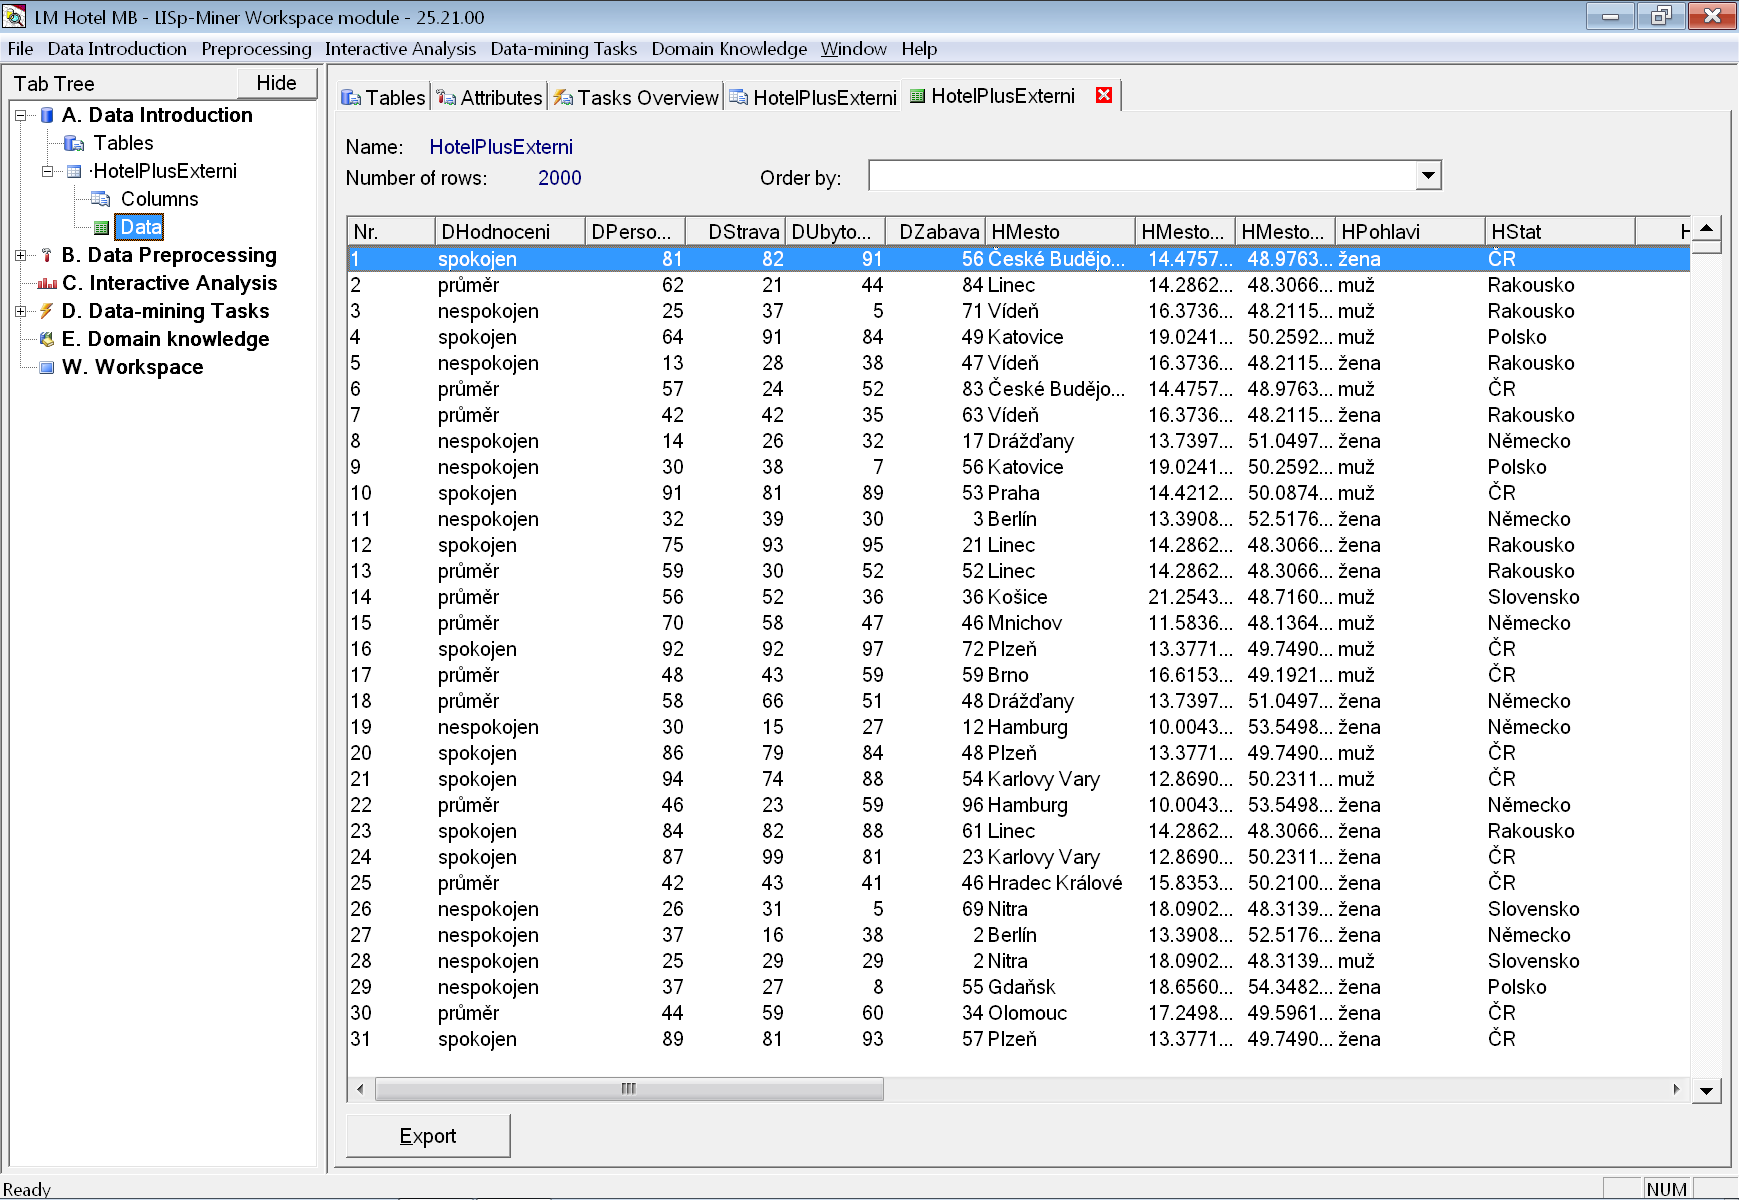 LM Hotel MB - LISp-Miner Workspace module - 25.21.00
File Data Introduction Preprocessing Interactive Analysis Data-mining Tasks Domain Knowledge Window Help
Tab Tree Hide
A. Data Introduction
Tables
·HotelPlusExterni
Columns
Data
B. Data Preprocessing
C. Interactive Analysis
D. Data-mining Tasks
E. Domain knowledge
W. Workspace
Tables Attributes Tasks Overview HotelPlusExterni HotelPlusExterni
Name: HotelPlusExterni
Number of rows: 2000 Order by:
Nr. DHodnoceni DPerso... DStrava DUbyto... DZabava HMesto HMesto... HMesto... HPohlavi HStat H
1 spokojen 81 82 91 56 České Budějo... 14.4757... 48.9763... žena ČR
2 průměr 62 21 44 84 Linec 14.2862... 48.3066... muž Rakousko
3 nespokojen 25 37 5 71 Vídeň 16.3736... 48.2115... muž Rakousko
4 spokojen 64 91 84 49 Katovice 19.0241... 50.2592... muž Polsko
5 nespokojen 13 28 38 47 Vídeň 16.3736... 48.2115... žena Rakousko
6 průměr 57 24 52 83 České Budějo... 14.4757... 48.9763... muž ČR
7 průměr 42 42 35 63 Vídeň 16.3736... 48.2115... žena Rakousko
8 nespokojen 14 26 32 17 Drážďany 13.7397... 51.0497... žena Německo
9 nespokojen 30 38 7 56 Katovice 19.0241... 50.2592... muž Polsko
10 spokojen 91 81 89 53 Praha 14.4212... 50.0874... muž ČR
11 nespokojen 32 39 30 3 Berlín 13.3908... 52.5176... žena Německo
12 spokojen 75 93 95 21 Linec 14.2862... 48.3066... žena Rakousko
13 průměr 59 30 52 52 Linec 14.2862... 48.3066... žena Rakousko
14 průměr 56 52 36 36 Košice 21.2543... 48.7160... muž Slovensko
15 průměr 70 58 47 46 Mnichov 11.5836... 48.1364... muž Německo
16 spokojen 92 92 97 72 Plzeň 13.3771... 49.7490... muž ČR
17 průměr 48 43 59 59 Brno 16.6153... 49.1921... muž ČR
18 průměr 58 66 51 48 Drážďany 13.7397... 51.0497... žena Německo
19 nespokojen 30 15 27 12 Hamburg 10.0043... 53.5498... žena Německo
20 spokojen 86 79 84 48 Plzeň 13.3771... 49.7490... muž ČR
21 spokojen 94 74 88 54 Karlovy Vary 12.8690... 50.2311... muž ČR
22 průměr 46 23 59 96 Hamburg 10.0043... 53.5498... žena Německo
23 spokojen 84 82 88 61 Linec 14.2862... 48.3066... žena Rakousko
24 spokojen 87 99 81 23 Karlovy Vary 12.8690... 50.2311... žena ČR
25 průměr 42 43 41 46 Hradec Králové 15.8353... 50.2100... žena ČR
26 nespokojen 26 31 5 69 Nitra 18.0902... 48.3139... žena Slovensko
27 nespokojen 37 16 38 2 Berlín 13.3908... 52.5176... žena Německo
28 nespokojen 25 29 29 2 Nitra 18.0902... 48.3139... muž Slovensko
29 nespokojen 37 27 8 55 Gdaňsk 18.6560... 54.3482... žena Polsko
30 průměr 44 59 60 34 Olomouc 17.2498... 49.5961... žena ČR
31 spokojen 89 81 93 57 Plzeň 13.3771... 49.7490... žena ČR
Export
Ready NUM